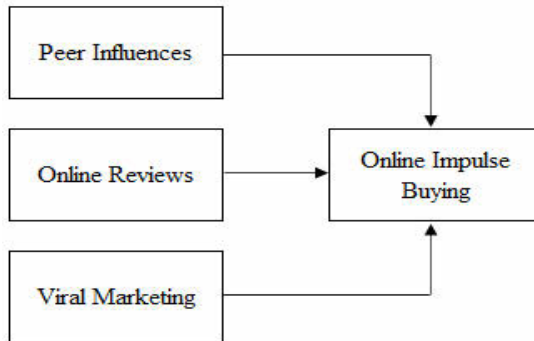 Peer Influences
Online Reviews
Online Impulse
Buying
Viral Marketing